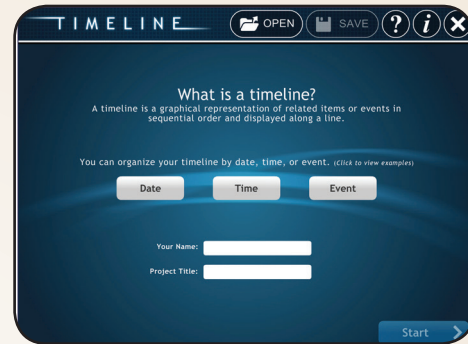 TIMELINE
OPEN
SAVE
?
i
X
What is a timeline?
A timeline is a graphical representation of related items or events in
sequential order and displayed along a line.
You can organize your timeline by date, time, or event. (Click to view examples)
Date Time Event
Your Name:
Project Title:
Start